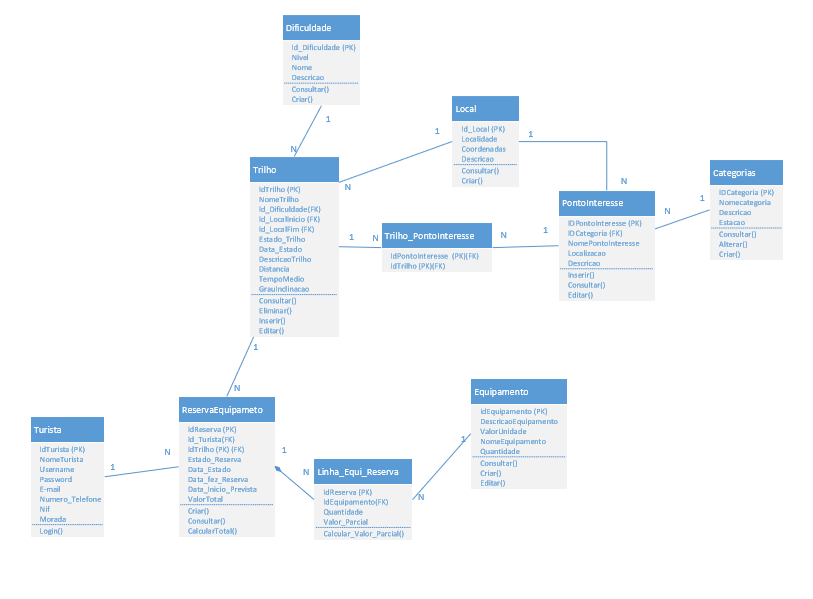 Dificuldade
Id_Dificuldade (PK)
Nivel
Nome
Descricao
Consultar()
Criar()
1
N
Local
Id_Local (PK)
Localidade
Coordenadas
Descricao
Consultar()
Criar()
1
N
1
N
Trilho
IdTrilho (PK)
NomeTrilho
Id_Dificuldade(FK)
Id_LocalInicio (FK)
Id_LocalFim (FK)
Estado_Trilho
Data_Estado
DescricaoTrilho
Distancia
TempoMedio
GrauInclinacao
Consultar()
Eliminar()
Inserir()
Editar()
1
N
Trilho_PontoInteresse
IdPontoInteresse (PK)(FK)
IdTrilho (PK)(FK)
N
1
PontoInteresse
IDPontoInteresse (PK)
IDCategoria (FK)
NomePontoInteresse
Localizacao
Descricao
Inserir()
Consultar()
Editar()
N
1
Categorias
IDCategoria (PK)
Nomecategoria
Descricao
Estacao
Consultar()
Alterar()
Criar()
1
N
Turista
IdTurista (PK)
NomeTurista
Username
Password
E-mail
Numero_Telefone
Nif
Morada
Login()
1
N
ReservaEquipameto
IdReserva (PK)
Id_Turista(FK)
IdTrilho (PK) (FK)
Estado_Reserva
Data_Estado
Data_fez_Reserva
Data_Inicio_Prevista
ValorTotal
Criar()
Consultar()
CalcularTotal()
1
N
Linha_Equi_Reserva
IdReserva (PK)
IdEquipamento(FK)
Quantidade
Valor_Parcial
Calcular_Valor_Parcial()
N
1
Equipamento
IdEquipamento (PK)
DescricaoEquipamento
ValorUnidade
NomeEquipamento
Quantidade
Consultar()
Criar()
Editar()